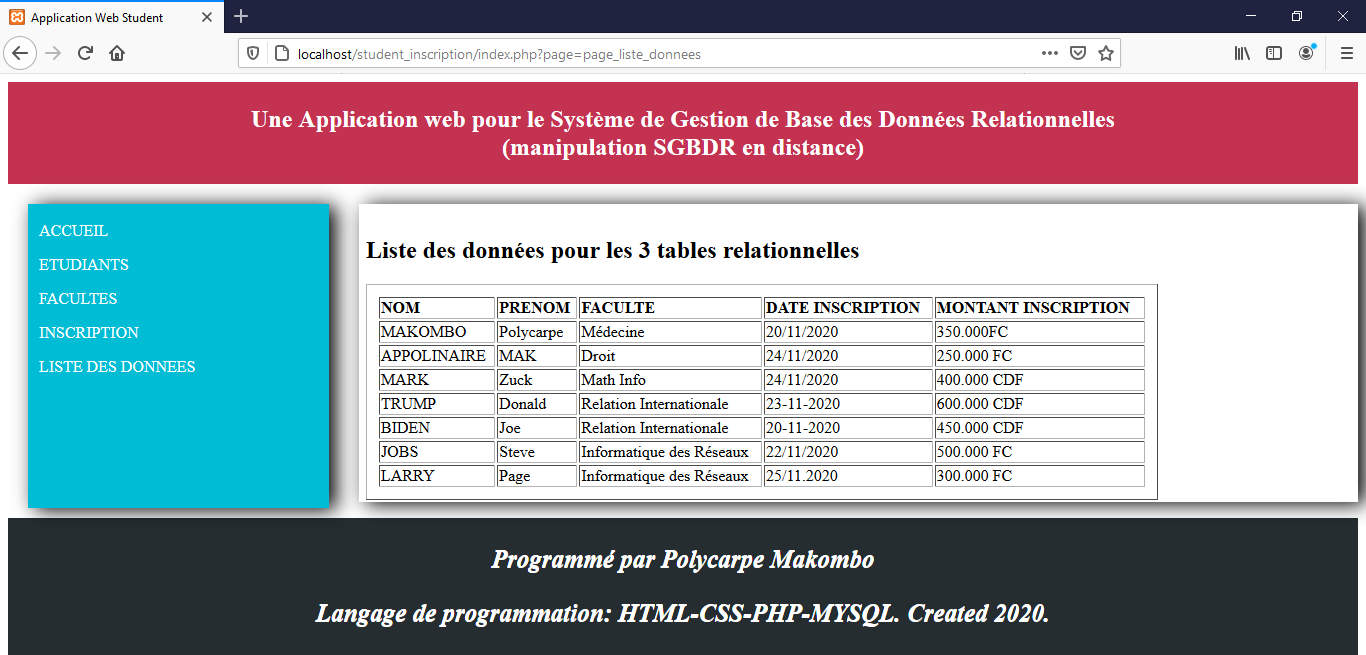 Application Web Student
localhost/student_inscription/index.php?page=page_liste_donnees
Une Application web pour le Système de Gestion de Base des Données Relationnelles
(manipulation SGBDR en distance)
ACCUEIL
ETUDIANTS
FACULTES
INSCRIPTION
LISTE DES DONNEES
Liste des données pour les 3 tables relationnelles
NOM PRENOM FACULTE DATE INSCRIPTION MONTANT INSCRIPTION
MAKOMBO Polycarpe Médecine 20/11/2020 350.000FC
APPOLINAIRE MAK Droit 24/11/2020 250.000 FC
MARK Zuck Math Info 24/11/2020 400.000 CDF
TRUMP Donald Relation Internationale 23-11-2020 600.000 CDF
BIDEN Joe Relation Internationale 20-11-2020 450.000 CDF
JOBS Steve Informatique des Réseaux 22/11/2020 500.000 FC
LARRY Page Informatique des Réseaux 25/11.2020 300.000 FC
Programmé par Polycarpe Makombo
Langage de programmation: HTML-CSS-PHP-MYSQL. Created 2020.